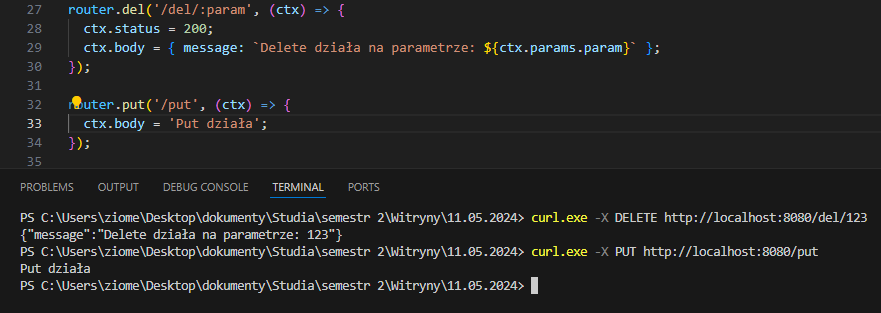 27 router.del('/del/:param', (ctx) => {
28 ctx.status = 200;
29 ctx.body = { message: `Delete działa na parametrze: ${ctx.params.param}` };
30 });
31
32 router.put('/put', (ctx) => {
33 ctx.body = 'Put działa';
34 });
35
PROBLEMS OUTPUT DEBUG CONSOLE TERMINAL PORTS
PS C:\Users\ziome\Desktop\dokumenty\Studia\semestr 2\Witryny\11.05.2024> curl.exe -X DELETE http://localhost:8080/del/123
{"message":"Delete działa na parametrze: 123"}
PS C:\Users\ziome\Desktop\dokumenty\Studia\semestr 2\Witryny\11.05.2024> curl.exe -X PUT http://localhost:8080/put
Put działa
PS C:\Users\ziome\Desktop\dokumenty\Studia\semestr 2\Witryny\11.05.2024>